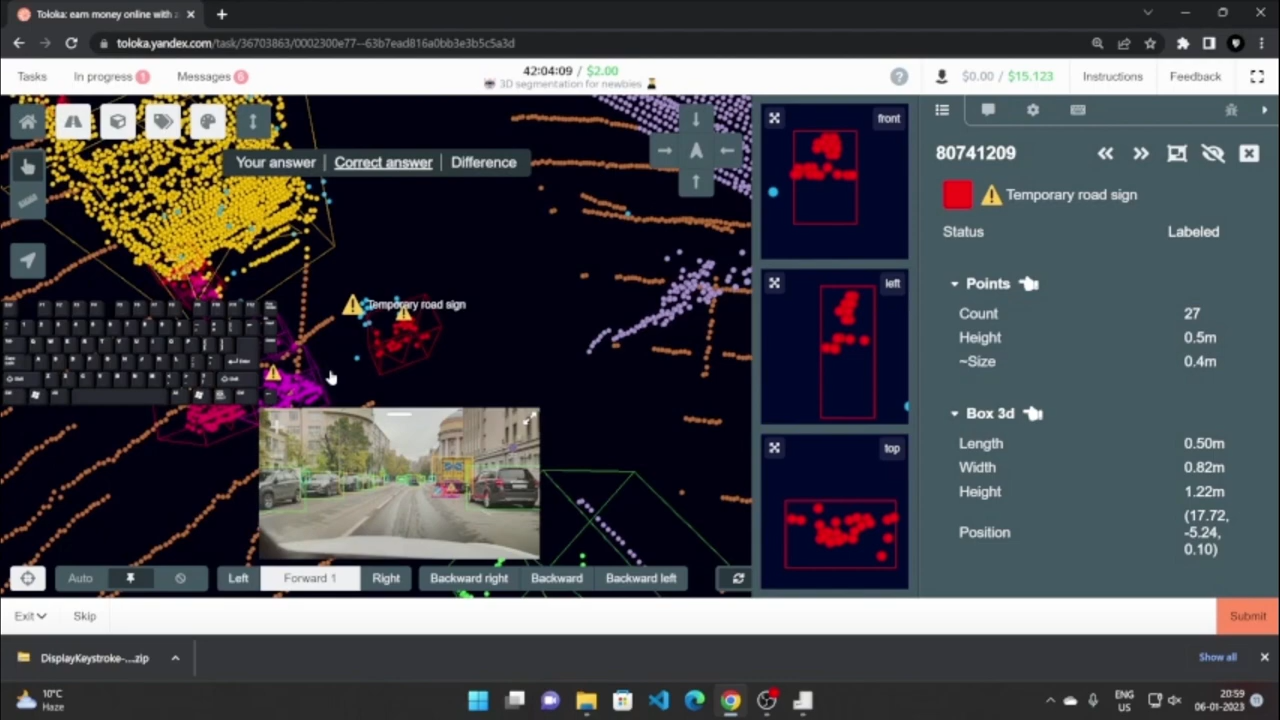 Toloka: earn money online with a
toloka.yandex.com/task/36703863/0002300e77--63b7ead816a0bb3e3b5c5a3d
Tasks
In progress 1
Messages 6
42:04:09 / $2.00
3D segmentation for newbies
$0.00 / $15.123
Instructions
Feedback
Your answer | Correct answer | Difference
A
Temporary road sign
front
left
top
80741209
Temporary road sign
Status Labeled
Points
Count 27
Height 0.5m
~Size 0.4m
Box 3d
Length 0.50m
Width 0.82m
Height 1.22m
Position (17.72,
-5.24,
0.10)
Auto
Left
Forward 1
Right
Backward right
Backward
Backward left
Exit
Skip
Submit
DisplayKeystroke-....zip
Show all
10°C
Haze
ENG
US
20:59
06-01-2023